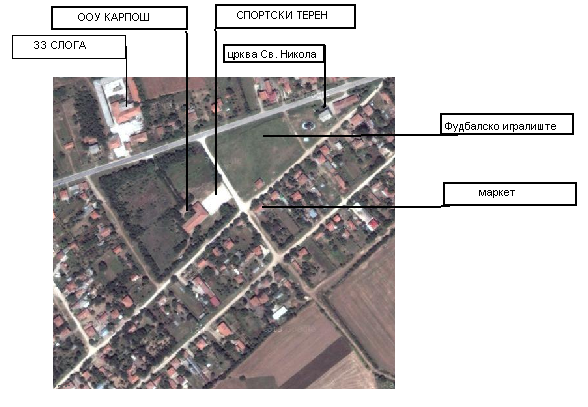 ООУ КАРПОШ
СПОРТСКИ ТЕРЕН
ЗЗ СЛОГА
црква Св. Никола
Фудбалско игралиште
маркет